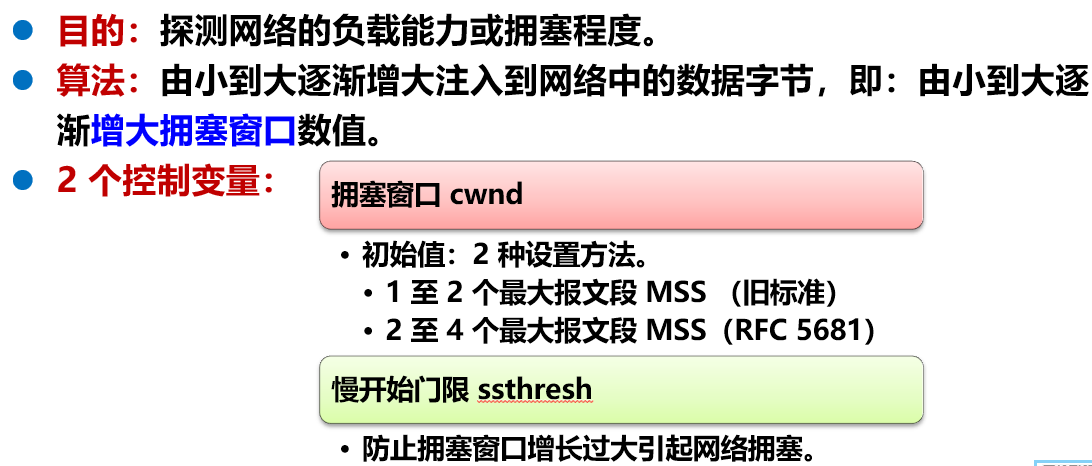 目的：探测网络的负载能力或拥塞程度。
算法：由小到大逐渐增大注入到网络中的数据字节，即：由小到大逐
渐增大拥塞窗口数值。
2 个控制变量：
拥塞窗口 cwnd
• 初始值：2 种设置方法。
• 1 至 2 个最大报文段 MSS （旧标准）
• 2 至 4 个最大报文段 MSS（RFC 5681）
慢开始门限 ssthresh
• 防止拥塞窗口增长过大引起网络拥塞。